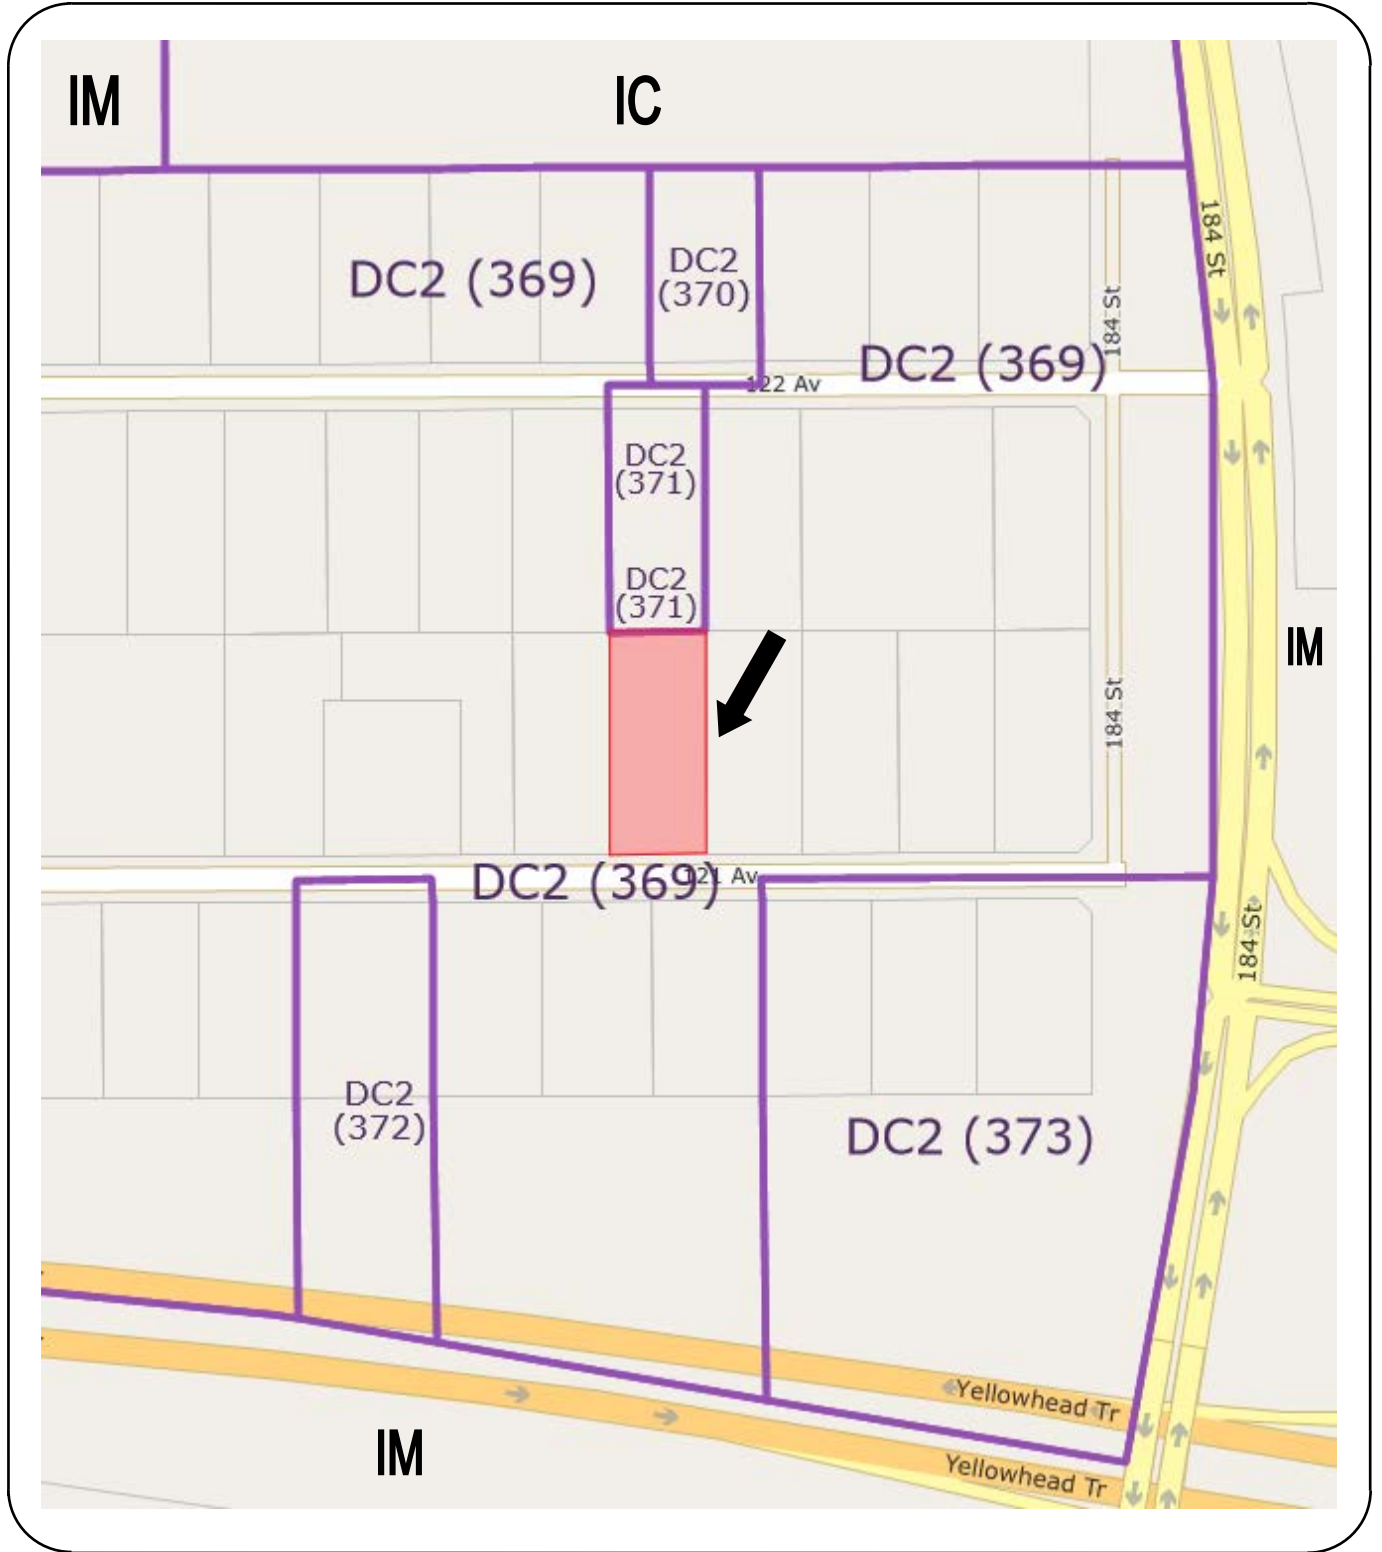 IM
IC
184 St
DC2 (369)
DC2
(370)
184 St
DC2 (369)
122 Av
DC2
(371)
DC2
(371)
IM
184 St
DC2 (369)
121 Av
184 St
DC2
(372)
DC2 (373)
Yellowhead Tr
IM
Yellowhead Tr